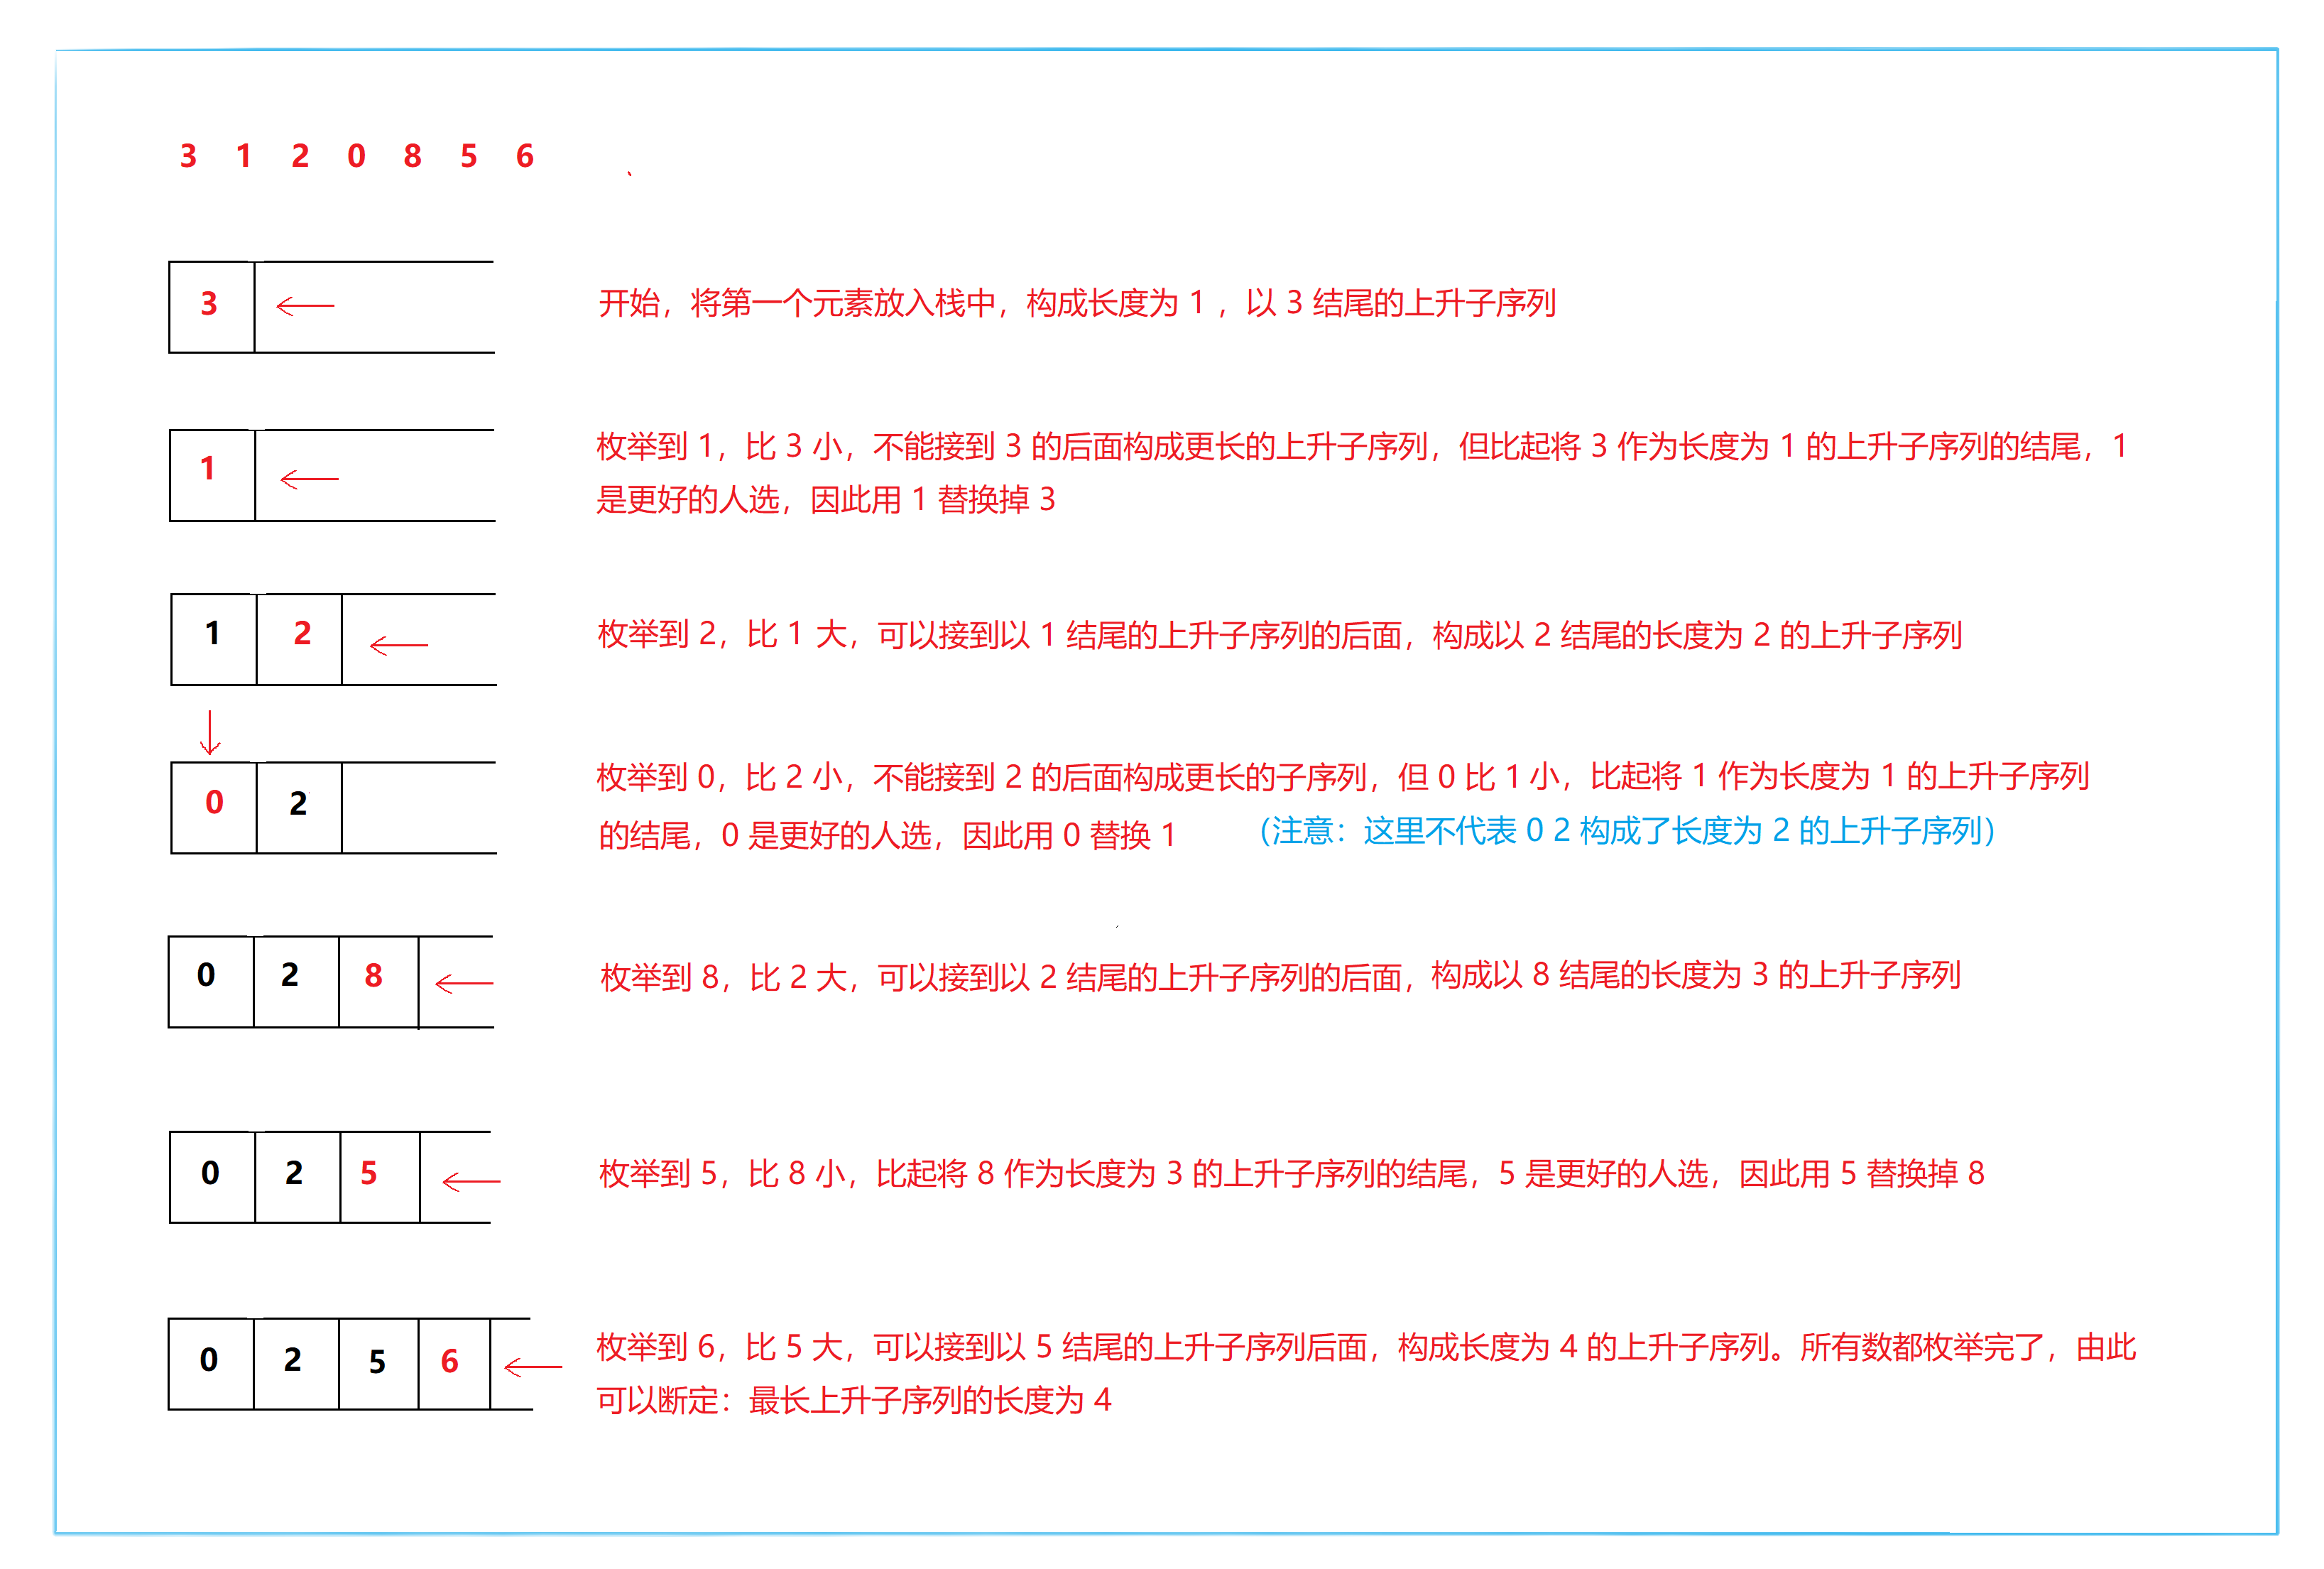 3 1 2 0 8 5 6
3
开始，将第一个元素放入栈中，构成长度为 1 ，以 3 结尾的上升子序列
1
枚举到 1，比 3 小，不能接到 3 的后面构成更长的上升子序列，但比起将 3 作为长度为 1 的上升子序列的结尾，1
是更好的人选，因此用 1 替换掉 3
1 2
枚举到 2，比 1 大，可以接到以 1 结尾的上升子序列的后面，构成以 2 结尾的长度为 2 的上升子序列
0 2
枚举到 0，比 2 小，不能接到 2 的后面构成更长的子序列，但 0 比 1 小，比起将 1 作为长度为 1 的上升子序列
的结尾，0 是更好的人选，因此用 0 替换 1 （注意：这里不代表 0 2 构成了长度为 2 的上升子序列）
0 2 8
枚举到 8，比 2 大，可以接到以 2 结尾的上升子序列的后面，构成以 8 结尾的长度为 3 的上升子序列
0 2 5
枚举到 5，比 8 小，比起将 8 作为长度为 3 的上升子序列的结尾，5 是更好的人选，因此用 5 替换掉 8
0 2 5 6
枚举到 6，比 5 大，可以接到以 5 结尾的上升子序列后面，构成长度为 4 的上升子序列。所有数都枚举完了，由此
可以断定：最长上升子序列的长度为 4